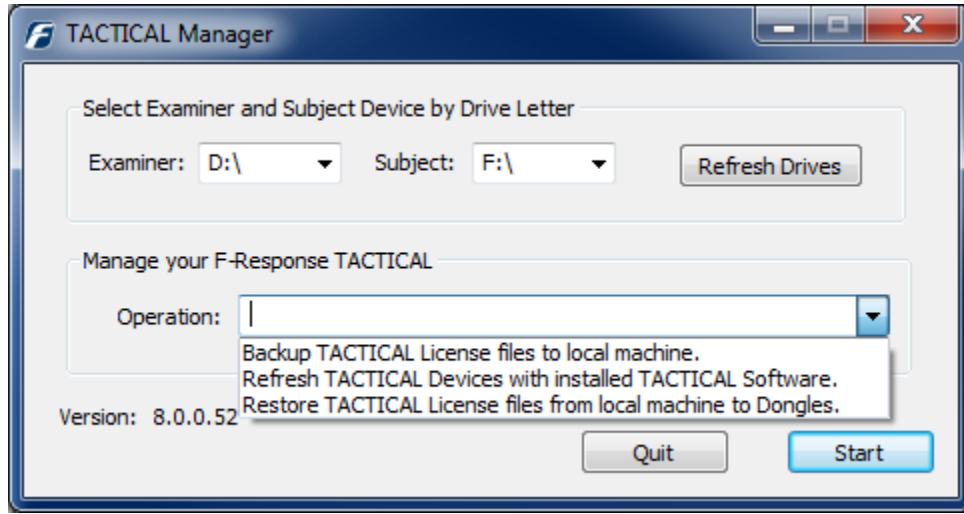 TACTICAL Manager
Select Examiner and Subject Device by Drive Letter
Examiner: D:\ Subject: F:\ Refresh Drives
Manage your F-Response TACTICAL
Operation:
Backup TACTICAL License files to local machine.
Refresh TACTICAL Devices with installed TACTICAL Software.
Restore TACTICAL License files from local machine to Dongles.
Version: 8.0.0.52
Quit Start